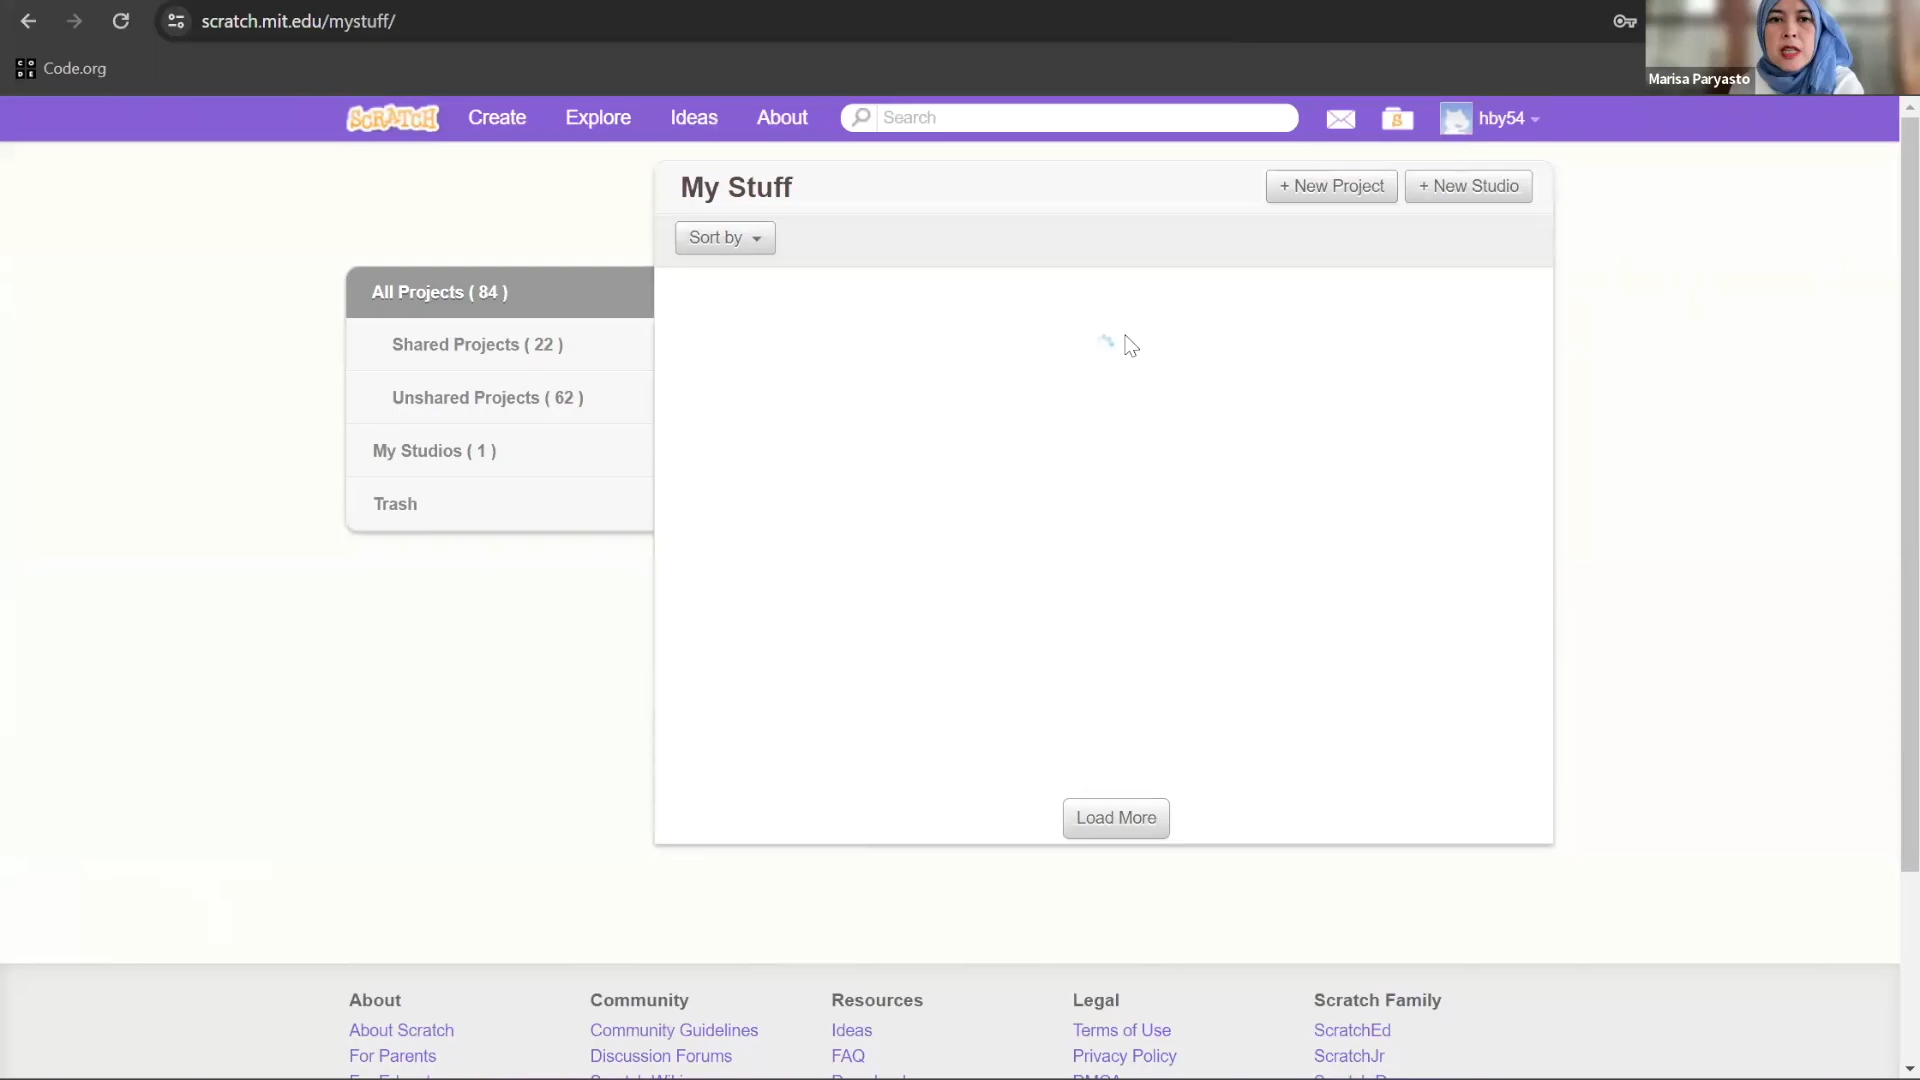 scratch.mit.edu/mystuff/
Code.org
Marisa Paryasto
SCRATCH
Create
Explore
Ideas
About
Search
hby54
My Stuff
+ New Project
+ New Studio
Sort by
All Projects ( 84 )
Shared Projects ( 22 )
Unshared Projects ( 62 )
My Studios ( 1 )
Trash
Load More
About
Community
Resources
Legal
Scratch Family
About Scratch
Community Guidelines
Ideas
Terms of Use
ScratchEd
For Parents
Discussion Forums
FAQ
Privacy Policy
ScratchJr